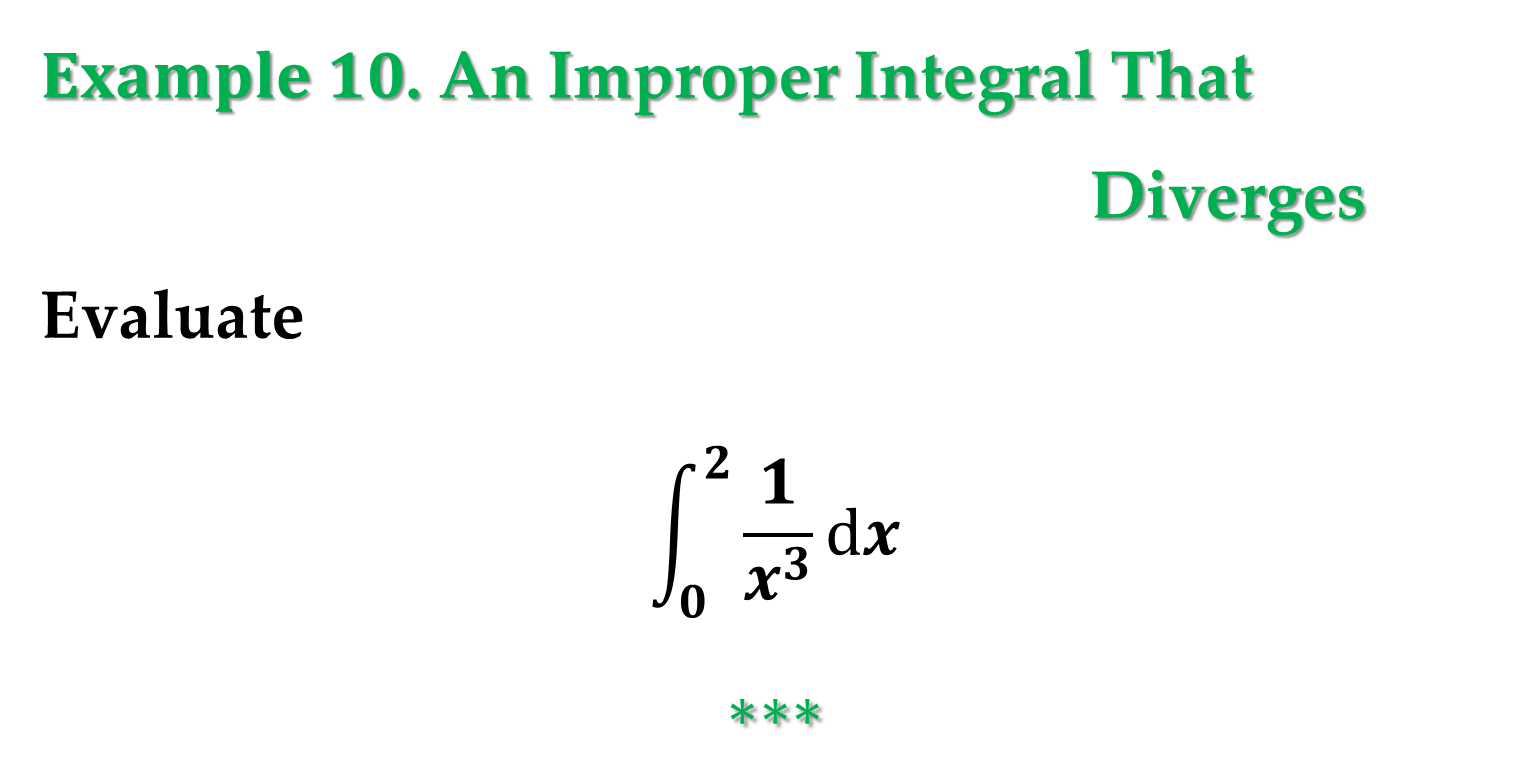 Example 10. An Improper Integral That
Diverges
Evaluate
∫₀² 1/x³ dx
***